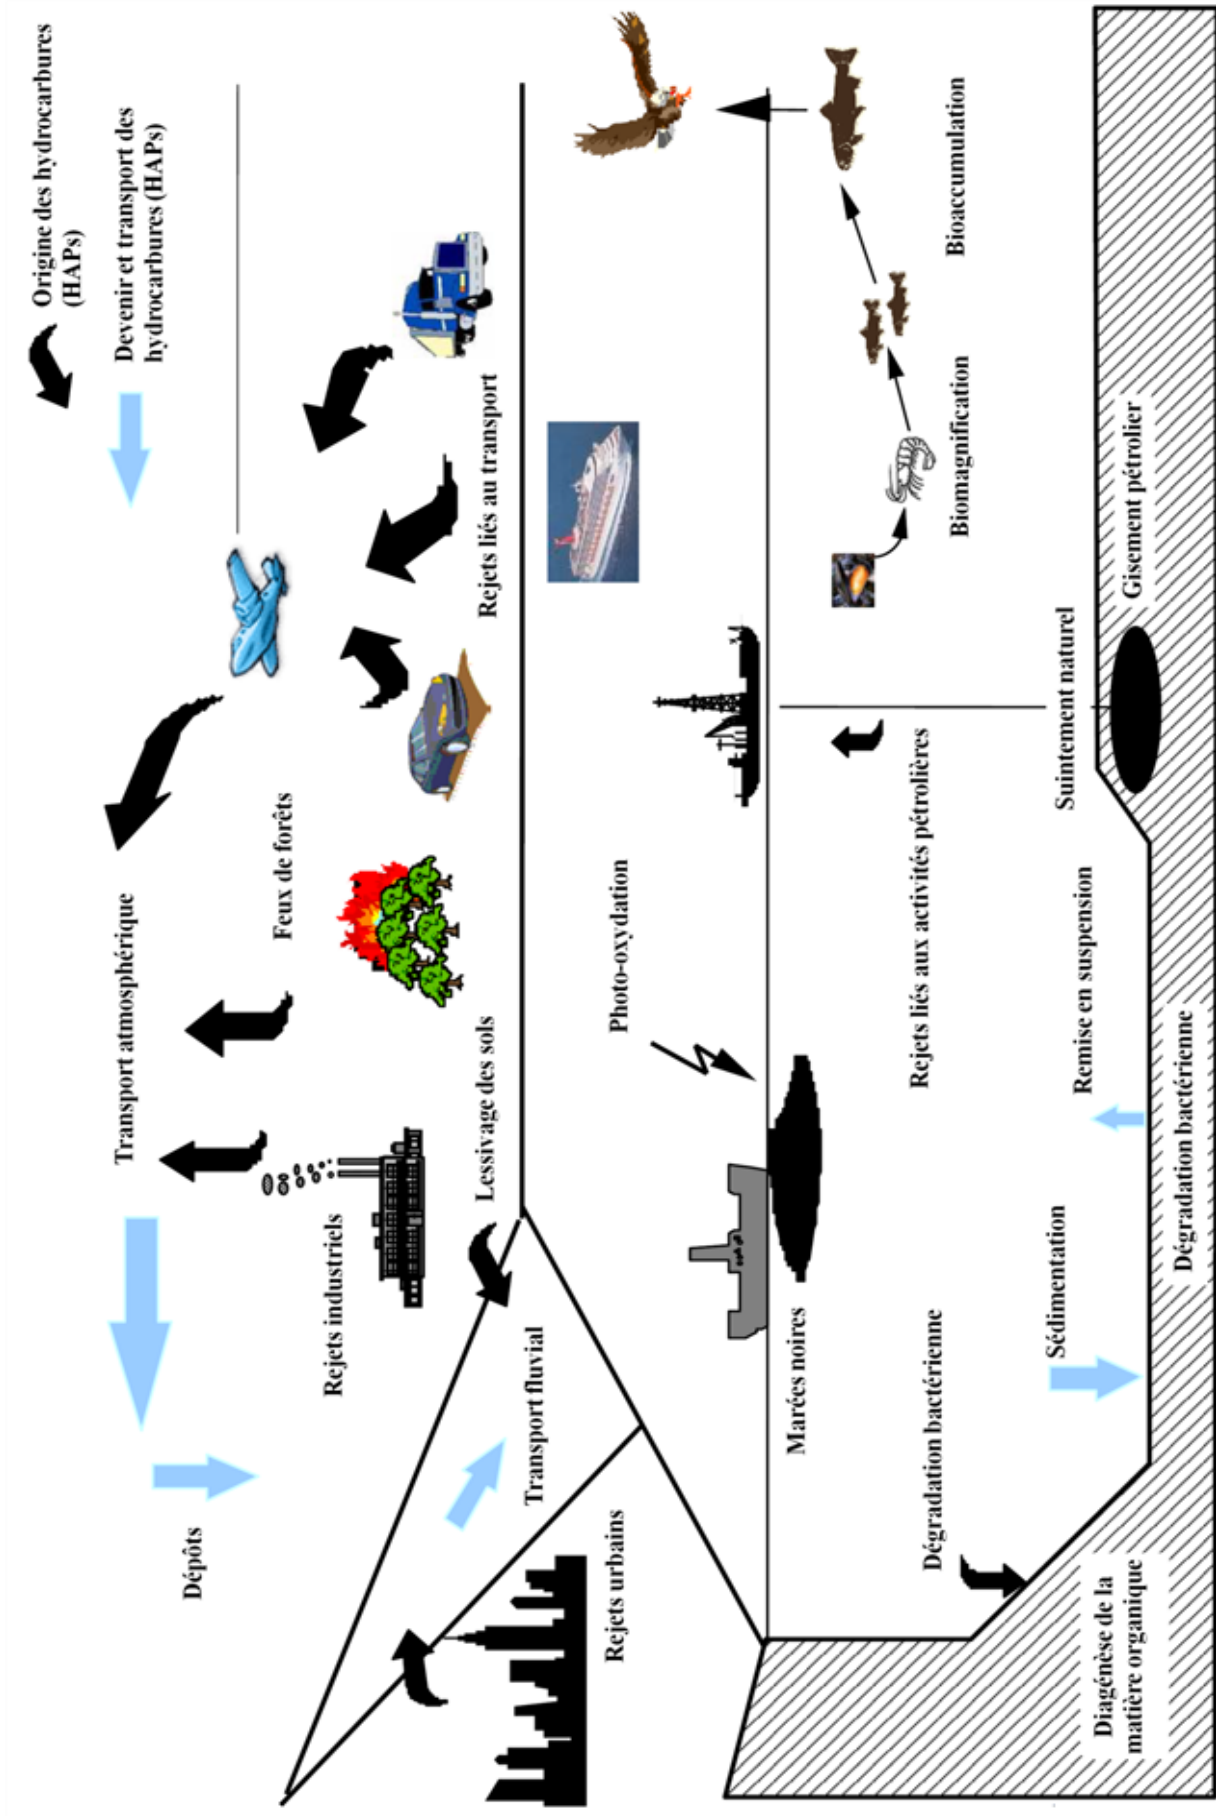 Origine des hydrocarbures
(HAPs)
Devenir et transport des
hydrocarbures (HAPs)
Transport atmosphérique
Dépôts
Feux de forêts
Rejets industriels
Rejets liés au transport
Lessivage des sols
Transport fluvial
Rejets urbains
Photo-oxydation
Marées noires
Rejets liés aux activités pétrolières
Dégradation bactérienne
Bioaccumulation
Biomagnification
Suintement naturel
Remise en suspension
Sédimentation
Gisement pétrolier
Dégradation bactérienne
Diagénèse de la
matière organique